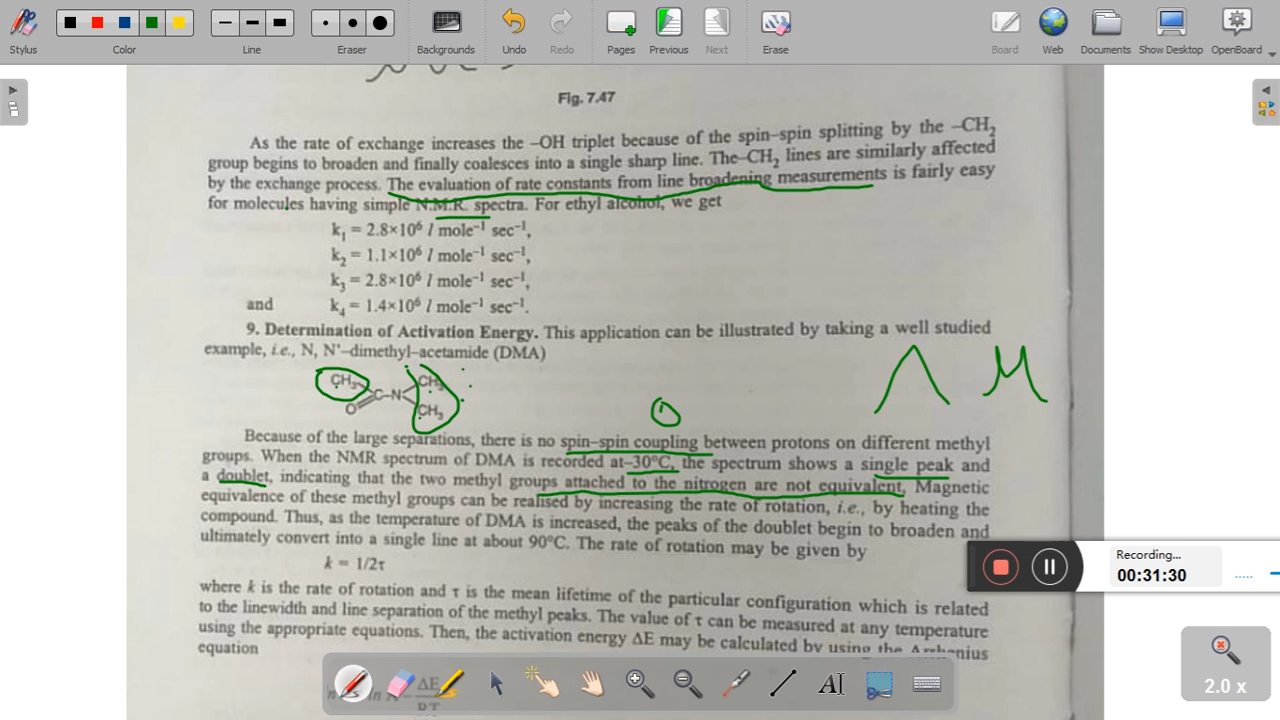 Stylus
Color
Line
Eraser
Backgrounds
Undo
Redo
Pages
Previous
Next
Erase
Board
Web
Documents
Show Desktop
OpenBoard
Fig. 7.47
As the rate of exchange increases the –OH triplet because of the spin–spin splitting by the –CH₂
group begins to broaden and finally coalesces into a single sharp line. The–CH₂ lines are similarly affected
by the exchange process. The evaluation of rate constants from line broadening measurements is fairly easy
for molecules having simple N.M.R. spectra. For ethyl alcohol, we get
k₁ = 2.8×10⁶ l mole⁻¹ sec⁻¹,
k₂ = 1.1×10⁶ l mole⁻¹ sec⁻¹,
k₃ = 2.8×10⁶ l mole⁻¹ sec⁻¹,
and k₄ = 1.4×10⁶ l mole⁻¹ sec⁻¹.
9. Determination of Activation Energy. This application can be illustrated by taking a well studied
example, i.e., N, N'–dimethyl–acetamide (DMA)
CH₃ CH₃
C–N
O CH₃
Because of the large separations, there is no spin–spin coupling between protons on different methyl
groups. When the NMR spectrum of DMA is recorded at–30°C, the spectrum shows a single peak and
a doublet, indicating that the two methyl groups attached to the nitrogen are not equivalent. Magnetic
equivalence of these methyl groups can be realised by increasing the rate of rotation, i.e., by heating the
compound. Thus, as the temperature of DMA is increased, the peaks of the doublet begin to broaden and
ultimately convert into a single line at about 90°C. The rate of rotation may be given by
k = 1/2τ
where k is the rate of rotation and τ is the mean lifetime of the particular configuration which is related
to the linewidth and line separation of the methyl peaks. The value of τ can be measured at any temperature
using the appropriate equations. Then, the activation energy ΔE may be calculated by using the Arrhenius
equation
ΔE
Recording...
00:31:30
2.0 x